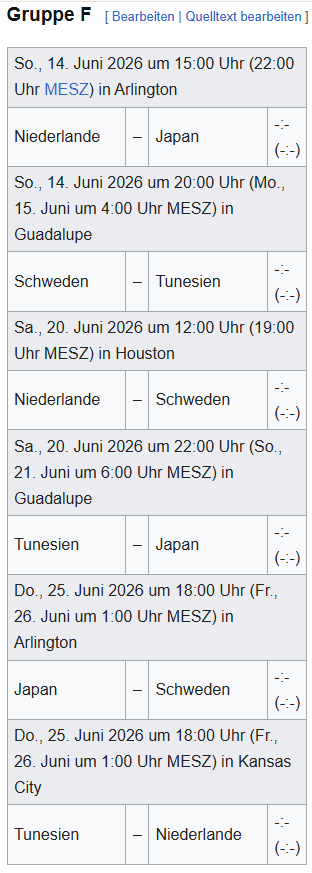 Gruppe F [ Bearbeiten | Quelltext bearbeiten ]
So., 14. Juni 2026 um 15:00 Uhr (22:00
Uhr MESZ) in Arlington
Niederlande – Japan -:-
(-:-)
So., 14. Juni 2026 um 20:00 Uhr (Mo.,
15. Juni um 4:00 Uhr MESZ) in
Guadalupe
Schweden – Tunesien -:-
(-:-)
Sa., 20. Juni 2026 um 12:00 Uhr (19:00
Uhr MESZ) in Houston
Niederlande – Schweden -:-
(-:-)
Sa., 20. Juni 2026 um 22:00 Uhr (So.,
21. Juni um 6:00 Uhr MESZ) in
Guadalupe
Tunesien – Japan -:-
(-:-)
Do., 25. Juni 2026 um 18:00 Uhr (Fr.,
26. Juni um 1:00 Uhr MESZ) in
Arlington
Japan – Schweden -:-
(-:-)
Do., 25. Juni 2026 um 18:00 Uhr (Fr.,
26. Juni um 1:00 Uhr MESZ) in Kansas
City
Tunesien – Niederlande -:-
(-:-)